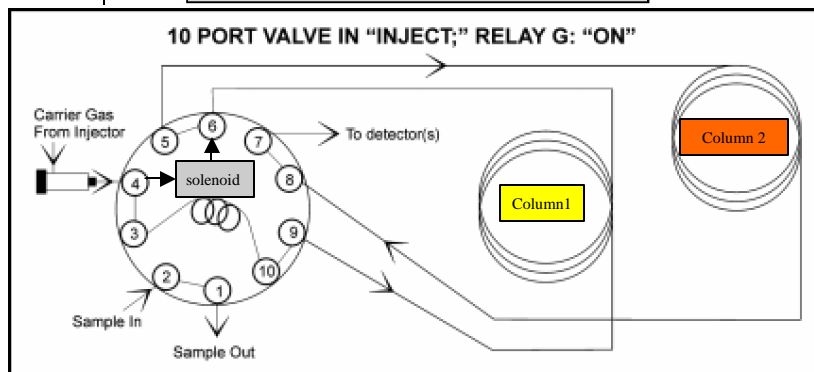 10 PORT VALVE IN “INJECT;” RELAY G: “ON”
Carrier Gas
From Injector
5
6
7
To detector(s)
4
solenoid
8
3
9
2
10
1
Sample In
Sample Out
Column1
Column 2